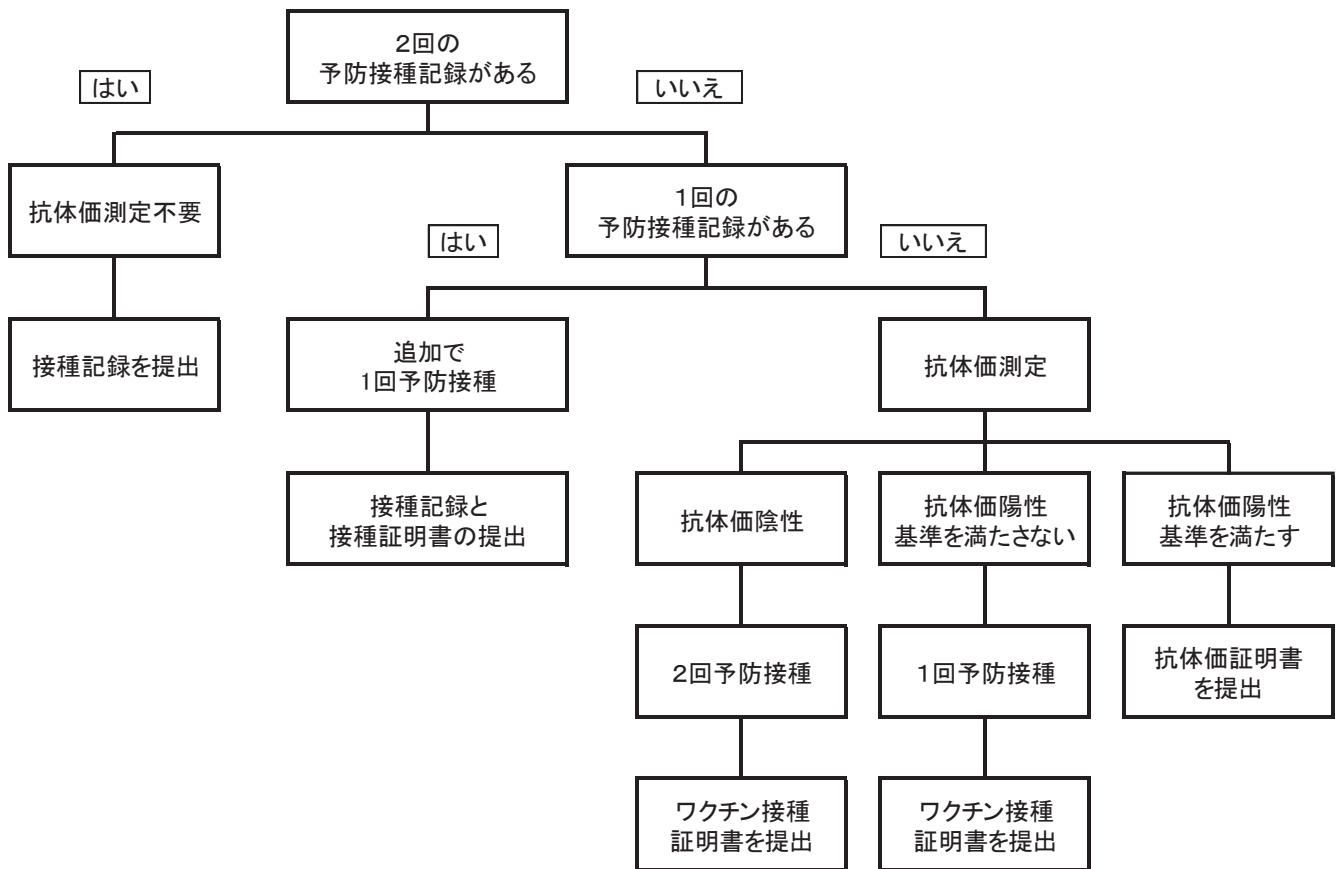 2回の
予防接種記録がある
はい
いいえ
抗体価測定不要
1回の
予防接種記録がある
はい
いいえ
接種記録を提出
追加で
1回予防接種
抗体価測定
接種記録と
接種証明書の提出
抗体価陰性
抗体価陽性
基準を満たさない
抗体価陽性
基準を満たす
2回予防接種
1回予防接種
抗体価証明書
を提出
ワクチン接種
証明書を提出
ワクチン接種
証明書を提出